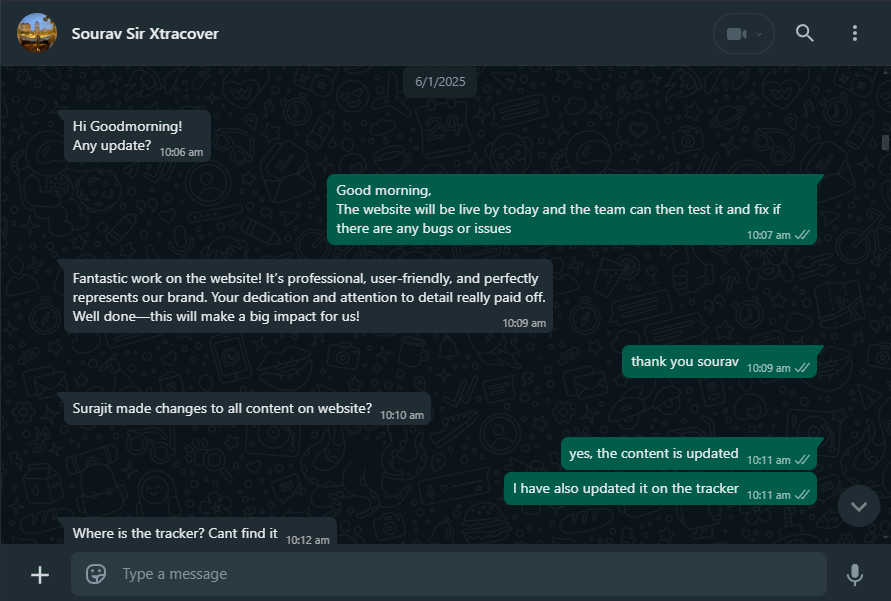 Sourav Sir Xtracover
6/1/2025
Hi Goodmorning!
Any update? 10:06 am
Good morning,
The website will be live by today and the team can then test it and fix if
there are any bugs or issues
10:07 am
Fantastic work on the website! It's professional, user-friendly, and perfectly
represents our brand. Your dedication and attention to detail really paid off.
Well done—this will make a big impact for us!
10:09 am
thank you sourav 10:09 am
Surajit made changes to all content on website? 10:10 am
yes, the content is updated 10:11 am
I have also updated it on the tracker 10:11 am
Where is the tracker? Cant find it 10:12 am
Type a message